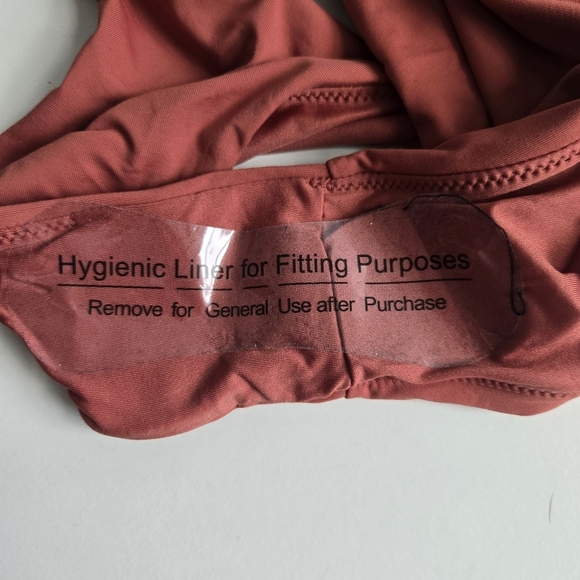 Hygienic Liner for Fitting Purposes
Remove for General Use after Purchase